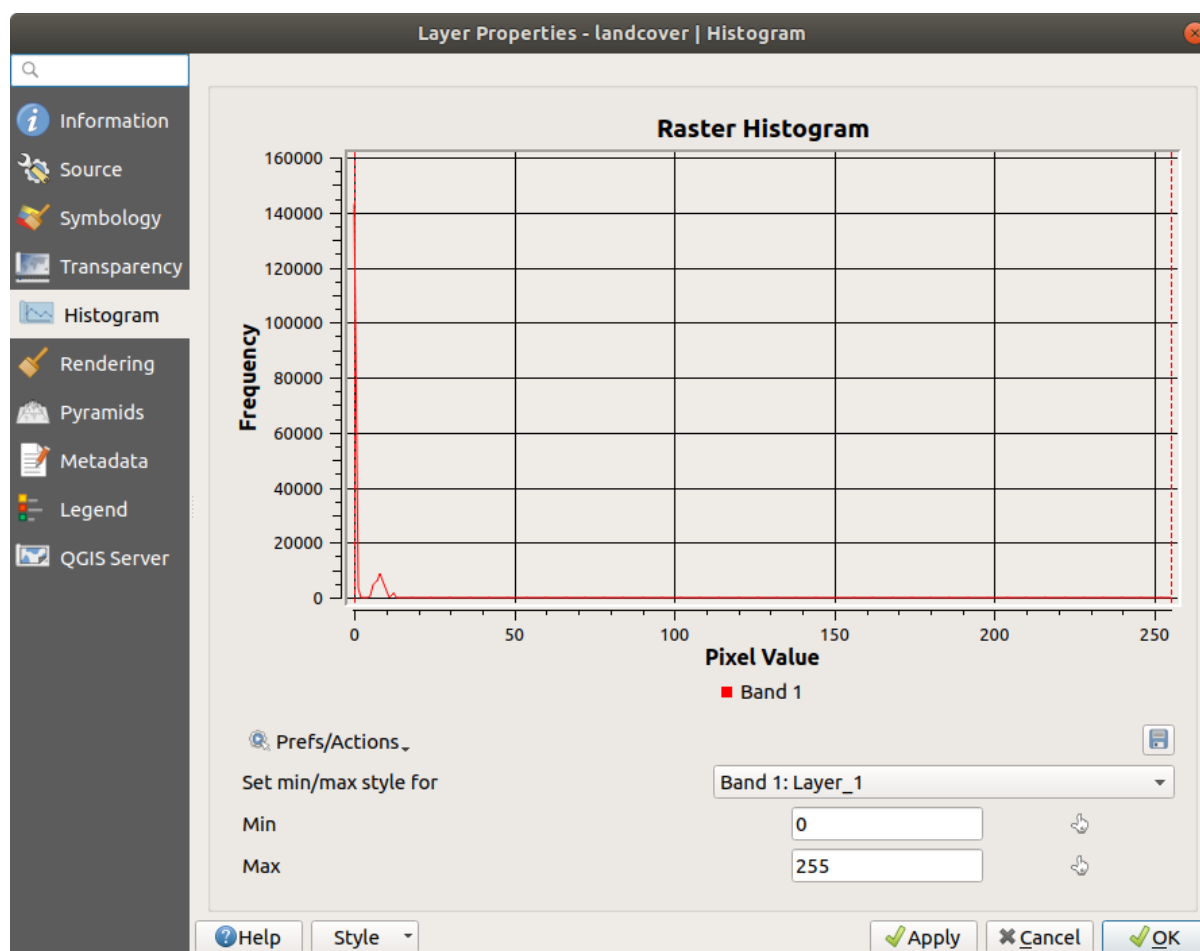 Layer Properties - landcover | Histogram
Information
Source
Symbology
Transparency
Histogram
Rendering
Pyramids
Metadata
Legend
QGIS Server
Raster Histogram
Frequency
160000
140000
120000
100000
80000
60000
40000
20000
0
0 50 100 150 200 250
Pixel Value
Band 1
Prefs/Actions
Set min/max style for Band 1: Layer_1
Min 0
Max 255
Help Style Apply Cancel OK